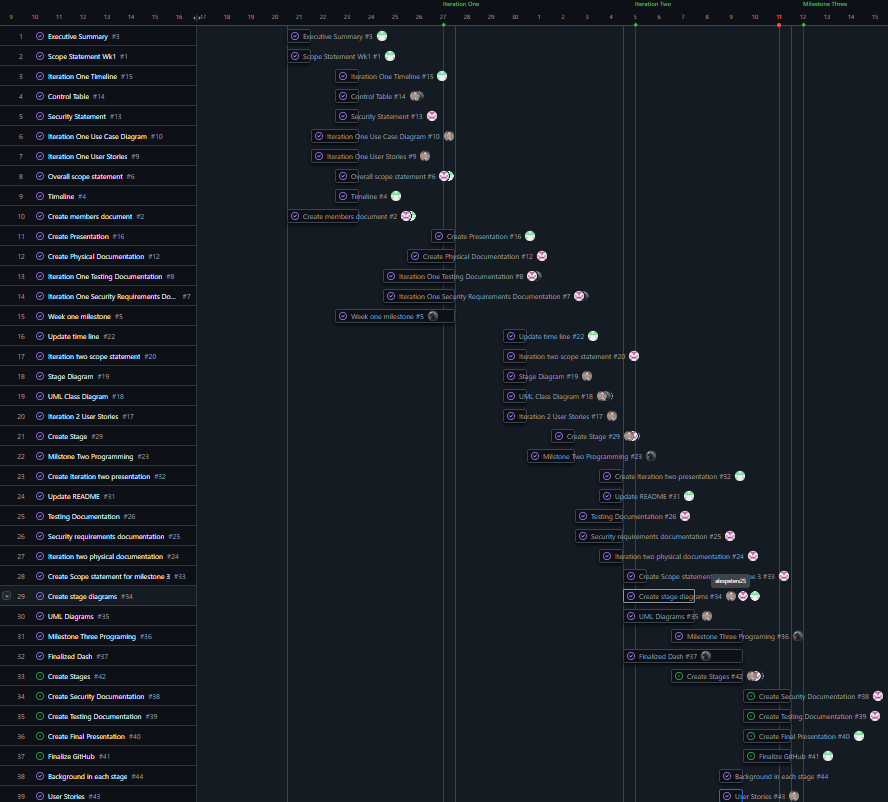 Iteration One Iteration Two Milestone Three
9 10 11 12 13 14 15 16 17 18 19 20 21 22 23 24 25 26 27 28 29 30 1 2 3 4 5 6 7 8 9 10 11 12 13 14 15
1 Executive Summary #3 Executive Summary #3
2 Scope Statement Wk1 #1 Scope Statement Wk1 #1
3 Iteration One Timeline #15 Iteration One Timeline #15
4 Control Table #14 Control Table #14
5 Security Statement #13 Security Statement #13
6 Iteration One Use Case Diagram #10 Iteration One Use Case Diagram #10
7 Iteration One User Stories #9 Iteration One User Stories #9
8 Overall scope statement #6 Overall scope statement #6
9 Timeline #4 Timeline #4
10 Create members document #2 Create members document #2
11 Create Presentation #16 Create Presentation #16
12 Create Physical Documentation #12 Create Physical Documentation #12
13 Iteration One Testing Documentation #8 Iteration One Testing Documentation #8
14 Iteration One Security Requirements Do... #7 Iteration One Security Requirements Documentation #7
15 Week one milestone #5 Week one milestone #5
16 Update time line #22 Update time line #22
17 Iteration two scope statement #20 Iteration two scope statement #20
18 Stage Diagram #19 Stage Diagram #19
19 UML Class Diagram #18 UML Class Diagram #18
20 Iteration 2 User Stories #17 Iteration 2 User Stories #17
21 Create Stage #29 Create Stage #29
22 Milstone Two Programming #23 Milstone Two Programming #23
23 Create Iteration two presentation #32 Create Iteration two presentation #32
24 Update README #31 Update README #31
25 Testing Documentation #26 Testing Documentation #26
26 Security requirements documentation #25 Security requirements documentation #25
27 Iteration two physical documentation #24 Iteration two physical documentation #24
28 Create Scope statement for milestone 3 #33 Create Scope statement e 3 #33
alexpeters25
29 Create stage diagrams #34 Create stage diagrams #34
30 UML Diagrams #35 UML Diagrams #35
31 Milestone Three Programing #36 Milestone Three Programing #36
32 Finalized Dash #37 Finalized Dash #37
33 Create Stages #42 Create Stages #42
34 Create Security Documentation #38 Create Security Documentation #38
35 Create Testing Documentation #39 Create Testing Documentation #39
36 Create Final Presentation #40 Create Final Presentation #40
37 Finalize GitHub #41 Finalize GitHub #41
38 Background in each stage #44 Background in each stage #44
39 User Stories #43 User Stories #43